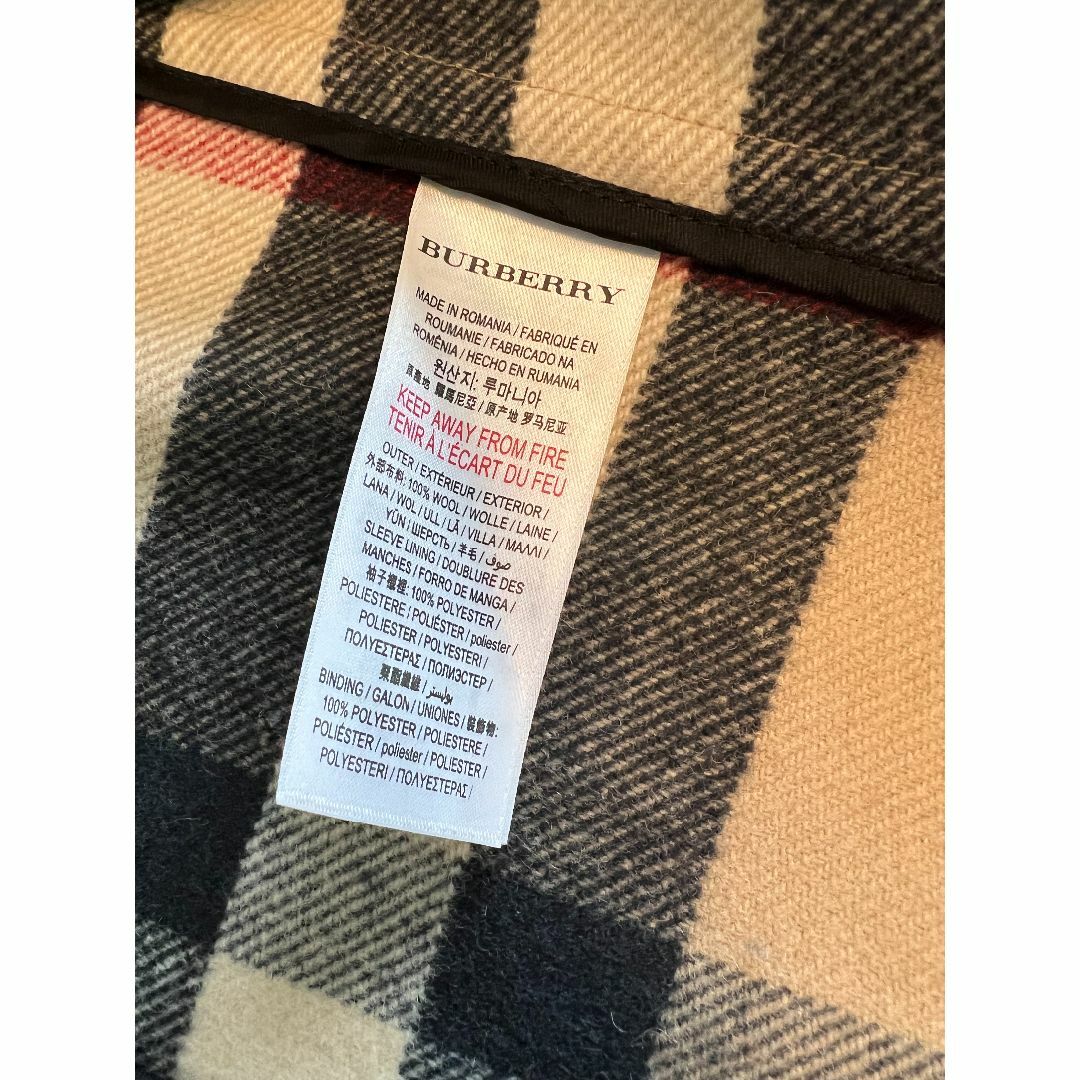 BURBERRY
MADE IN ROMANIA / FABRIQUÉ EN
ROUMANIE / FABRICADO NA
ROMÉNIA / HECHO EN RUMANIA
원산지: 루마니아
頁產地 羅馬尼亞 / 原产地 罗马尼亚
KEEP AWAY FROM FIRE
TENIR À L'ÉCART DU FEU
OUTER / EXTÉRIEUR / EXTERIOR /
外部布料: 100% WOOL / WOLLE / LAINE /
LANA / WOL / ULL / LÃ / VILLA / ΜΑΛΛΙ /
YÜN / ШЕРСТЬ / 羊毛 / صوف /
SLEEVE LINING / DOUBLURE DES
MANCHES / FORRO DE MANGA /
袖子襯裡: 100% POLYESTER /
POLIESTERE / POLIÉSTER / poliester /
POLIESTER / POLYESTERI /
ΠΟΛΥΕΣΤΕΡΑΣ / ПОЛИЭСТЕР /
聚酯纖維 / بوليستر
BINDING / GALON / UNIONES / 裝飾物:
100% POLYESTER / POLIESTERE /
POLIÉSTER / poliester / POLIESTER /
POLYESTERI / ΠΟΛΥΕΣΤΕΡΑΣ /